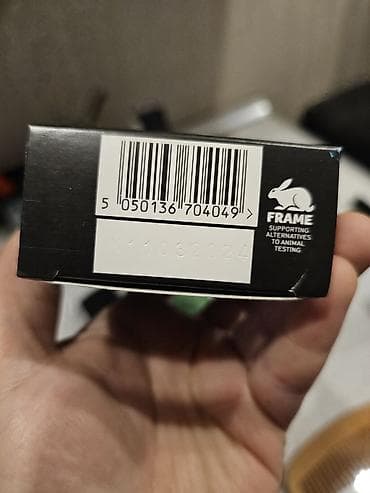 5 050136 704049 >
FRAME
SUPPORTING
ALTERNATIVES
TO ANIMAL
TESTING